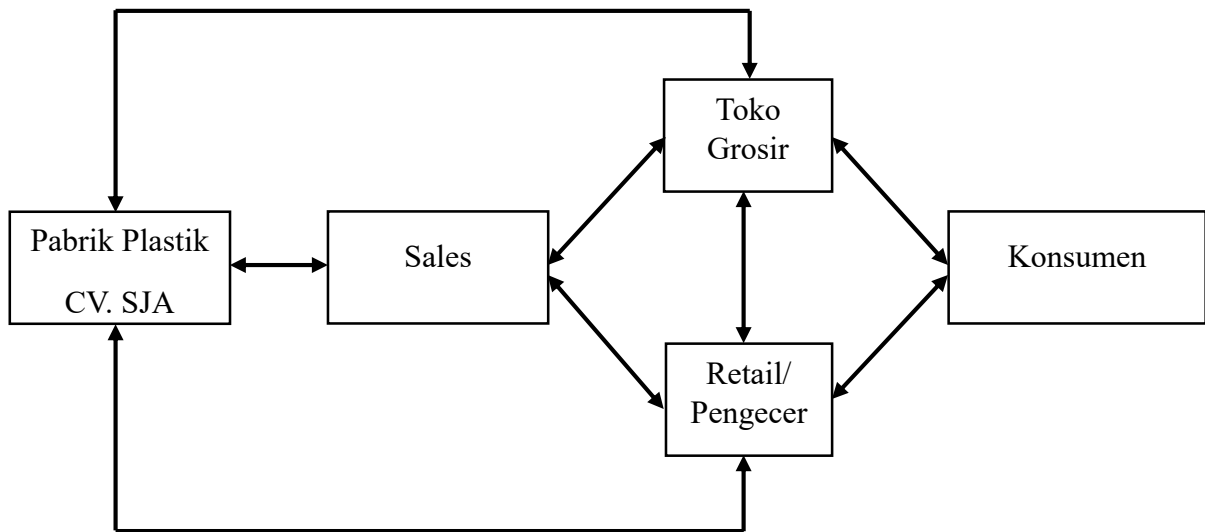 Toko
Grosir
Pabrik Plastik
CV. SJA
Sales
Konsumen
Retail/
Pengecer